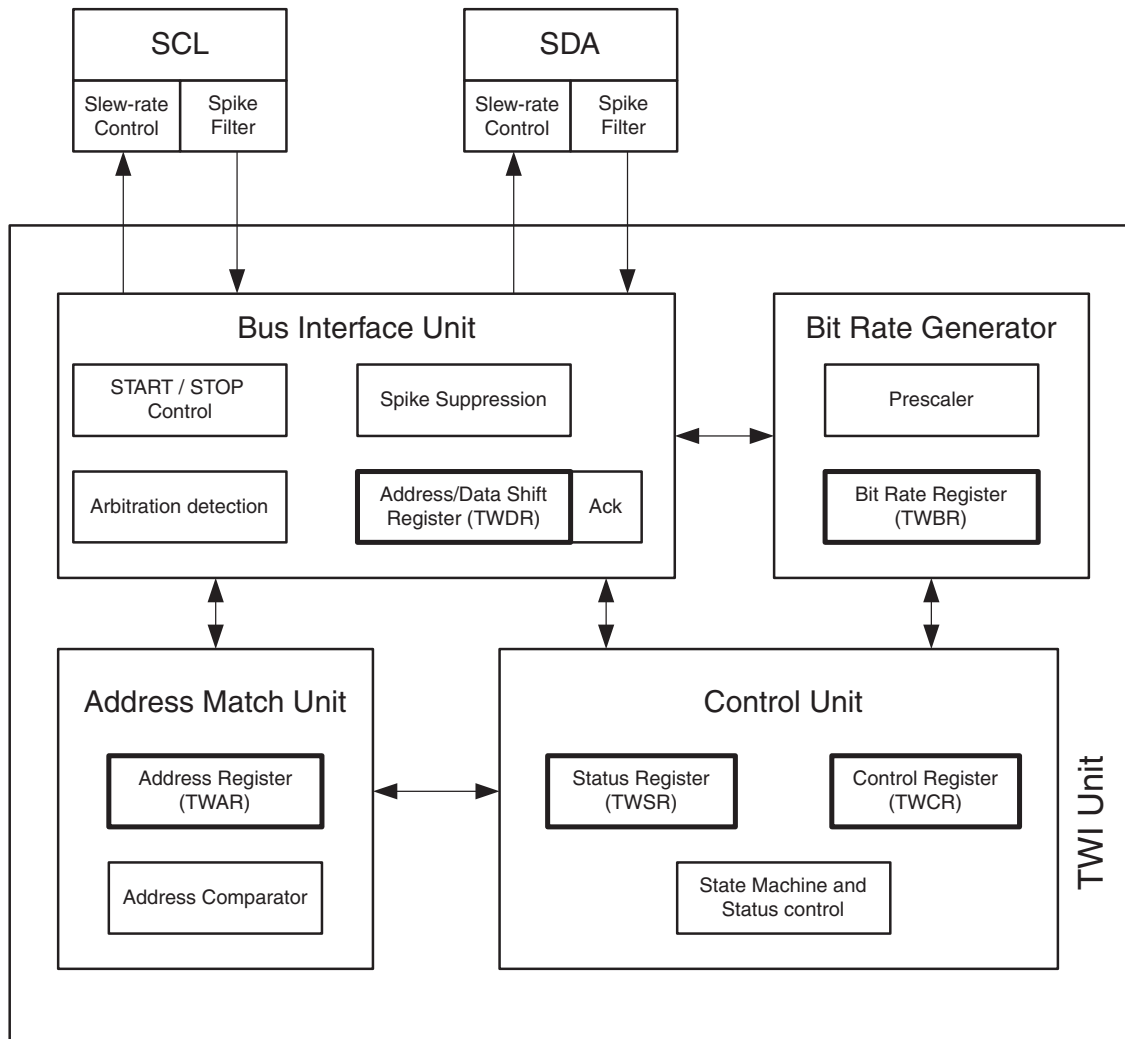 SCL
Slew-rate
Control
Spike
Filter
SDA
Slew-rate
Control
Spike
Filter
Bus Interface Unit
START / STOP
Control
Spike Suppression
Arbitration detection
Address/Data Shift
Register (TWDR)
Ack
Bit Rate Generator
Prescaler
Bit Rate Register
(TWBR)
Address Match Unit
Address Register
(TWAR)
Address Comparator
Control Unit
Status Register
(TWSR)
Control Register
(TWCR)
State Machine and
Status control
TWI Unit